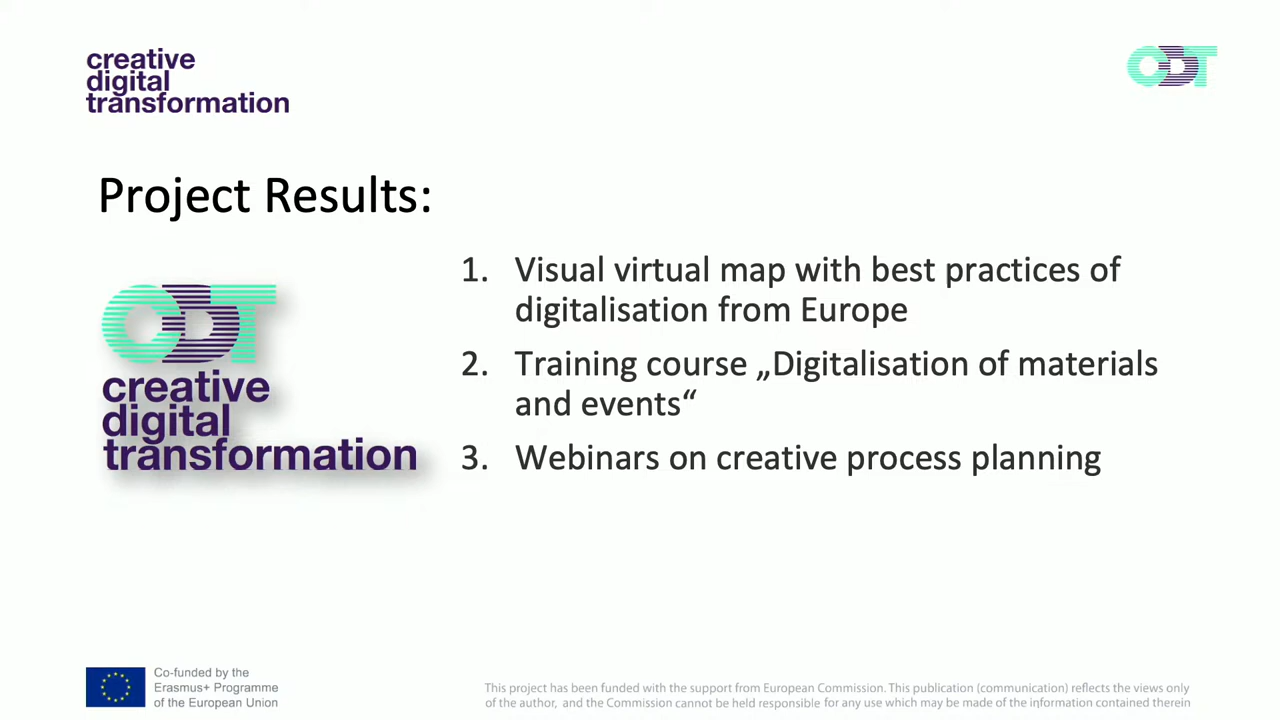 creative
digital
transformation
CDT
Project Results:
CDT
creative
digital
transformation
1. Visual virtual map with best practices of
digitalisation from Europe
2. Training course „Digitalisation of materials
and events“
3. Webinars on creative process planning
Co-funded by the
Erasmus+ Programme
of the European Union
This project has been funded with the support from European Commission. This publication (communication) reflects the views only
of the author, and the Commission cannot be held responsible for any use which may be made of the information contained therein